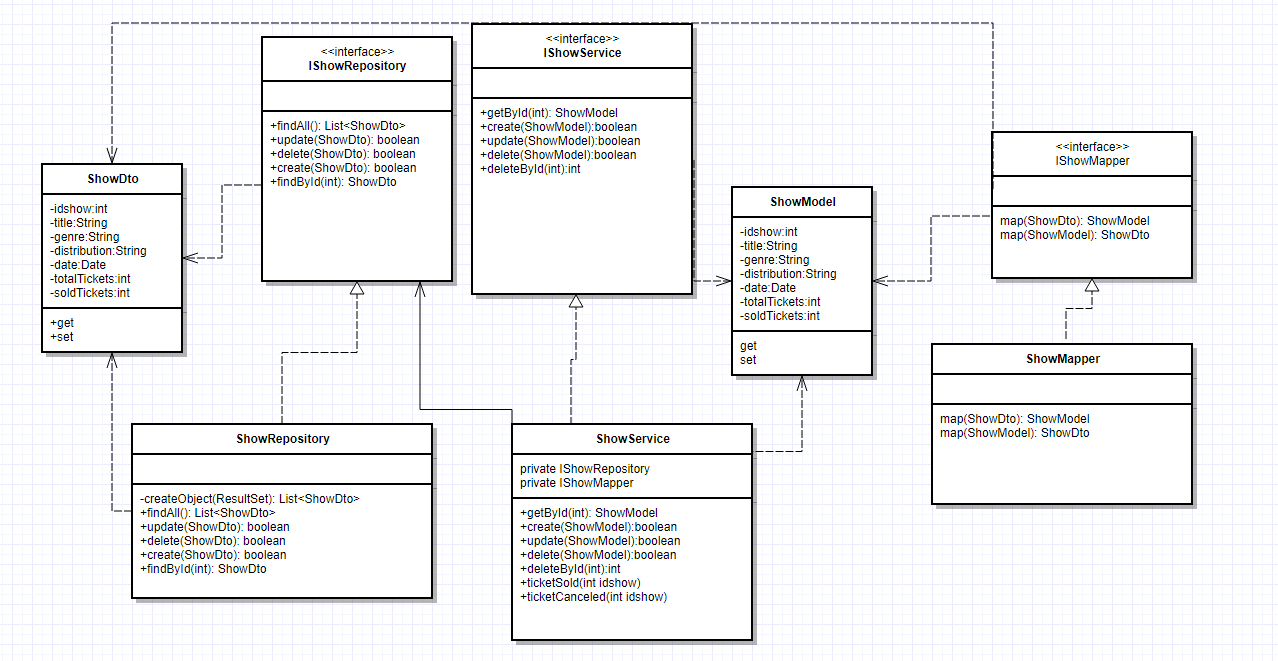 <<interface>>
IShowRepository
+findAll(): List<ShowDto>
+update(ShowDto): boolean
+delete(ShowDto): boolean
+create(ShowDto): boolean
+findById(int): ShowDto
<<interface>>
IShowService
+getById(int): ShowModel
+create(ShowModel):boolean
+update(ShowModel):boolean
+delete(ShowModel):boolean
+deleteById(int):int
<<interface>>
IShowMapper
map(ShowDto): ShowModel
map(ShowModel): ShowDto
ShowDto
-idshow:int
-title:String
-genre:String
-distribution:String
-date:Date
-totalTickets:int
-soldTickets:int
+get
+set
ShowModel
-idshow:int
-title:String
-genre:String
-distribution:String
-date:Date
-totalTickets:int
-soldTickets:int
get
set
ShowMapper
map(ShowDto): ShowModel
map(ShowModel): ShowDto
ShowRepository
-createObject(ResultSet): List<ShowDto>
+findAll(): List<ShowDto>
+update(ShowDto): boolean
+delete(ShowDto): boolean
+create(ShowDto): boolean
+findById(int): ShowDto
ShowService
private IShowRepository
private IShowMapper
+getById(int): ShowModel
+create(ShowModel):boolean
+update(ShowModel):boolean
+delete(ShowModel):boolean
+deleteById(int):int
+ticketSold(int idshow)
+ticketCanceled(int idshow)